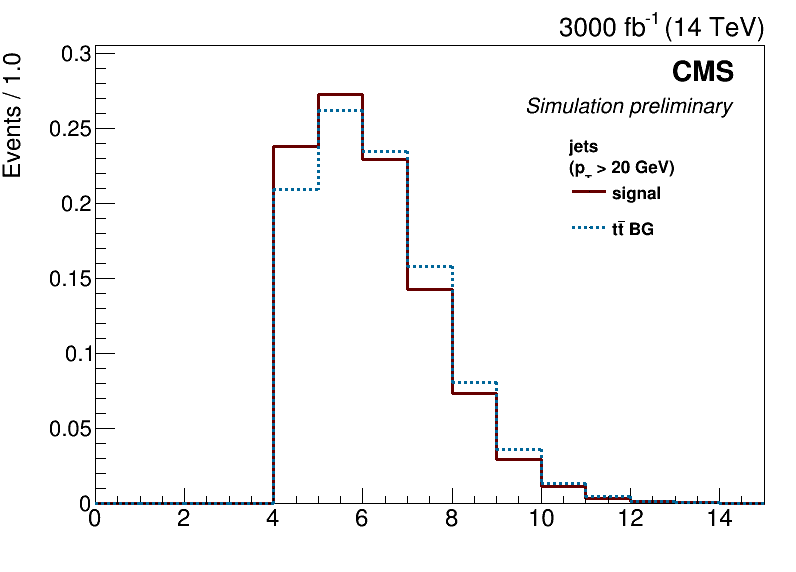 3000 fb⁻¹ (14 TeV)
CMS
Simulation preliminary
jets
(p_T > 20 GeV)
signal
tt̄ BG
Events / 1.0
0.3
0.25
0.2
0.15
0.1
0.05
0
0 2 4 6 8 10 12 14